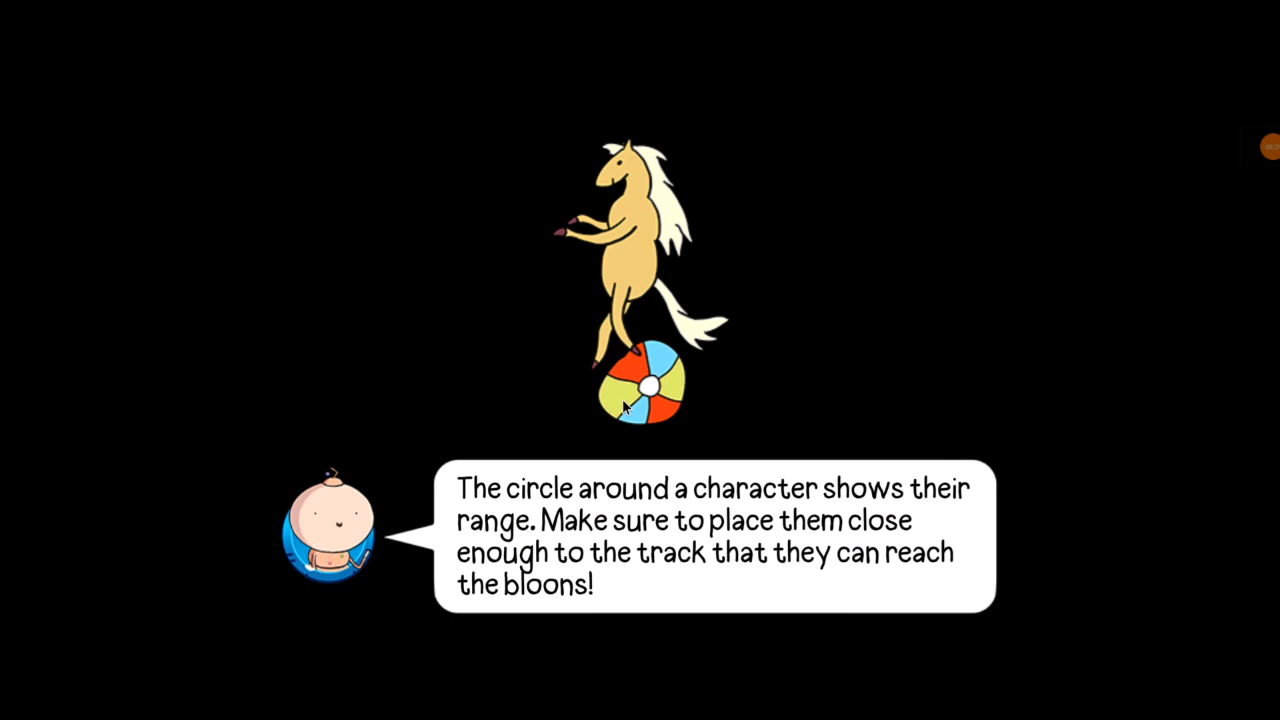 The circle around a character shows their
range. Make sure to place them close
enough to the track that they can reach
the bloons!